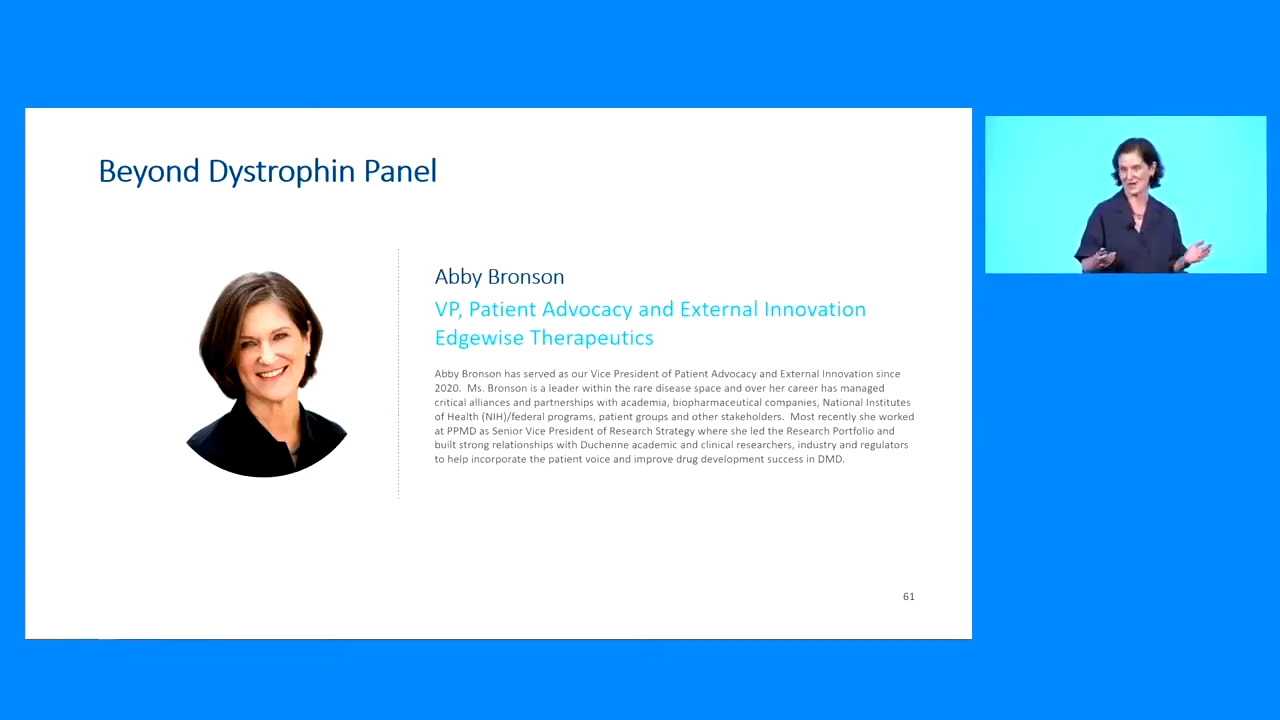 Beyond Dystrophin Panel
Abby Bronson
VP, Patient Advocacy and External Innovation
Edgewise Therapeutics
Abby Bronson has served as our Vice President of Patient Advocacy and External Innovation since
2020. Ms. Bronson is a leader within the rare disease space and over her career has managed
critical alliances and partnerships with academia, biopharmaceutical companies, National Institutes
of Health (NIH)/federal programs, patient groups and other stakeholders. Most recently she worked
at PPMD as Senior Vice President of Research Strategy where she led the Research Portfolio and
built strong relationships with Duchenne academic and clinical researchers, industry and regulators
to help incorporate the patient voice and improve drug development success in DMD.
61